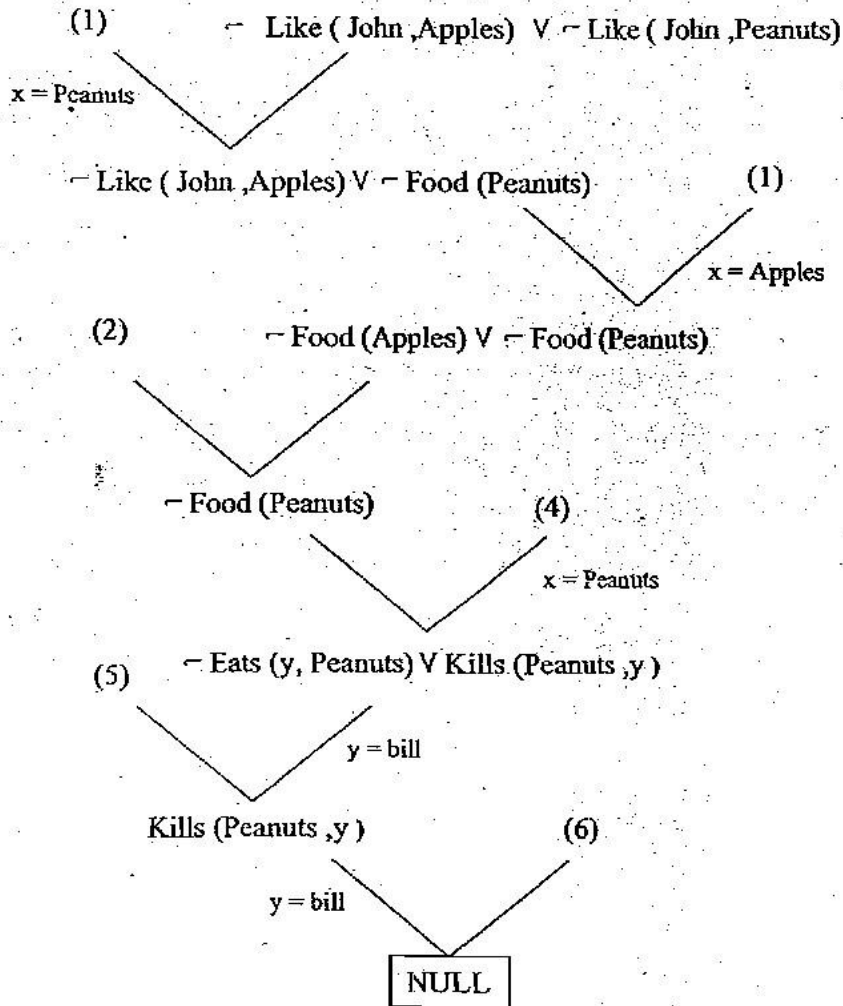 (1) ⌐ Like ( John ,Apples) V ⌐ Like ( John ,Peanuts)
x = Peanuts
⌐ Like ( John ,Apples) V ⌐ Food (Peanuts) (1)
x = Apples
(2) ⌐ Food (Apples) V ⌐ Food (Peanuts)
⌐ Food (Peanuts) (4)
x = Peanuts
(5) ⌐ Eats (y, Peanuts) V Kills (Peanuts ,y )
y = bill
Kills (Peanuts ,y ) (6)
y = bill
NULL